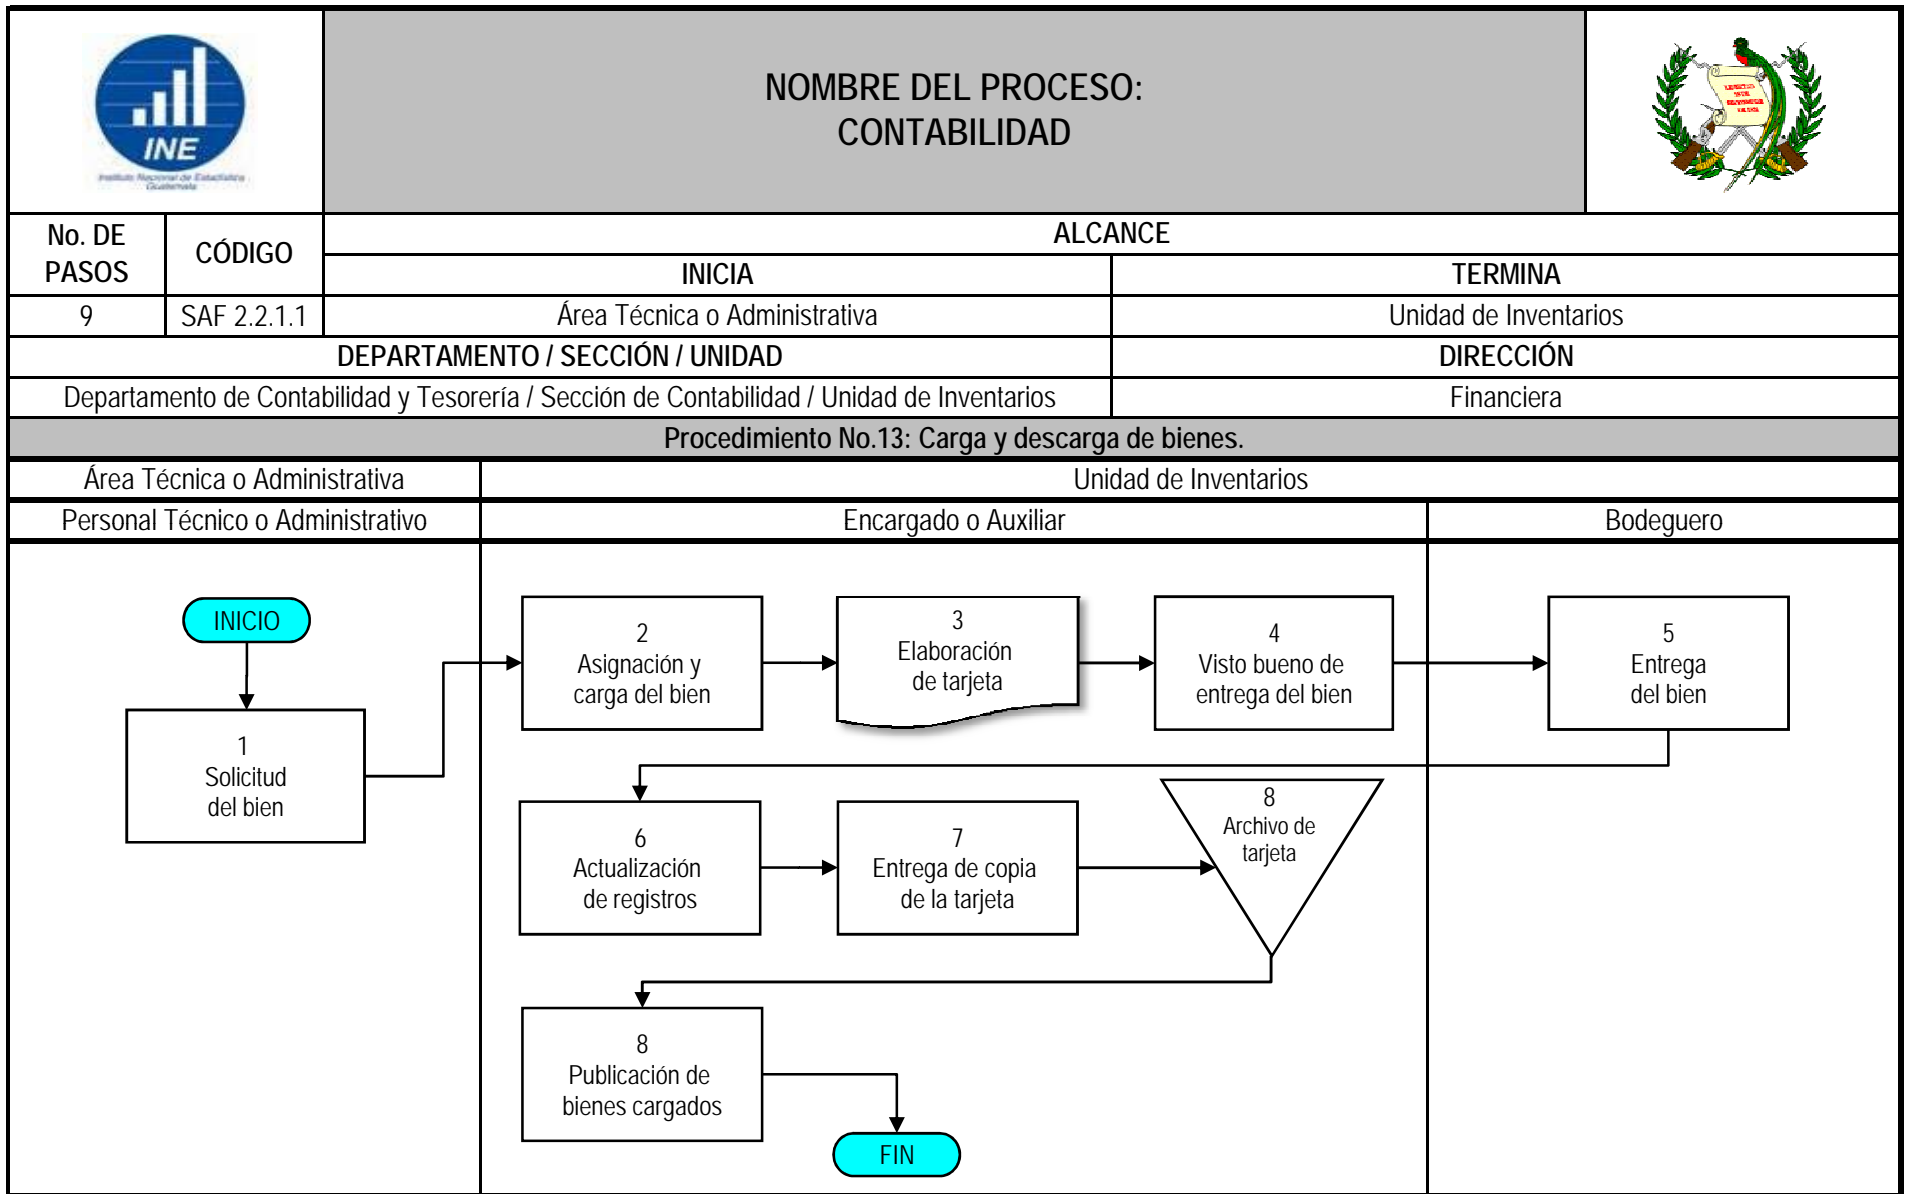 INE
Instituto Nacional de Estadística
Guatemala
NOMBRE DEL PROCESO:
CONTABILIDAD
No. DE
PASOS
CÓDIGO
ALCANCE
INICIA
TERMINA
9
SAF 2.2.1.1
Área Técnica o Administrativa
Unidad de Inventarios
DEPARTAMENTO / SECCIÓN / UNIDAD
DIRECCIÓN
Departamento de Contabilidad y Tesorería / Sección de Contabilidad / Unidad de Inventarios
Financiera
Procedimiento No.13: Carga y descarga de bienes.
Área Técnica o Administrativa
Unidad de Inventarios
Personal Técnico o Administrativo
Encargado o Auxiliar
Bodeguero
INICIO
1
Solicitud
del bien
2
Asignación y
carga del bien
3
Elaboración
de tarjeta
4
Visto bueno de
entrega del bien
5
Entrega
del bien
6
Actualización
de registros
7
Entrega de copia
de la tarjeta
8
Archivo de
tarjeta
8
Publicación de
bienes cargados
FIN